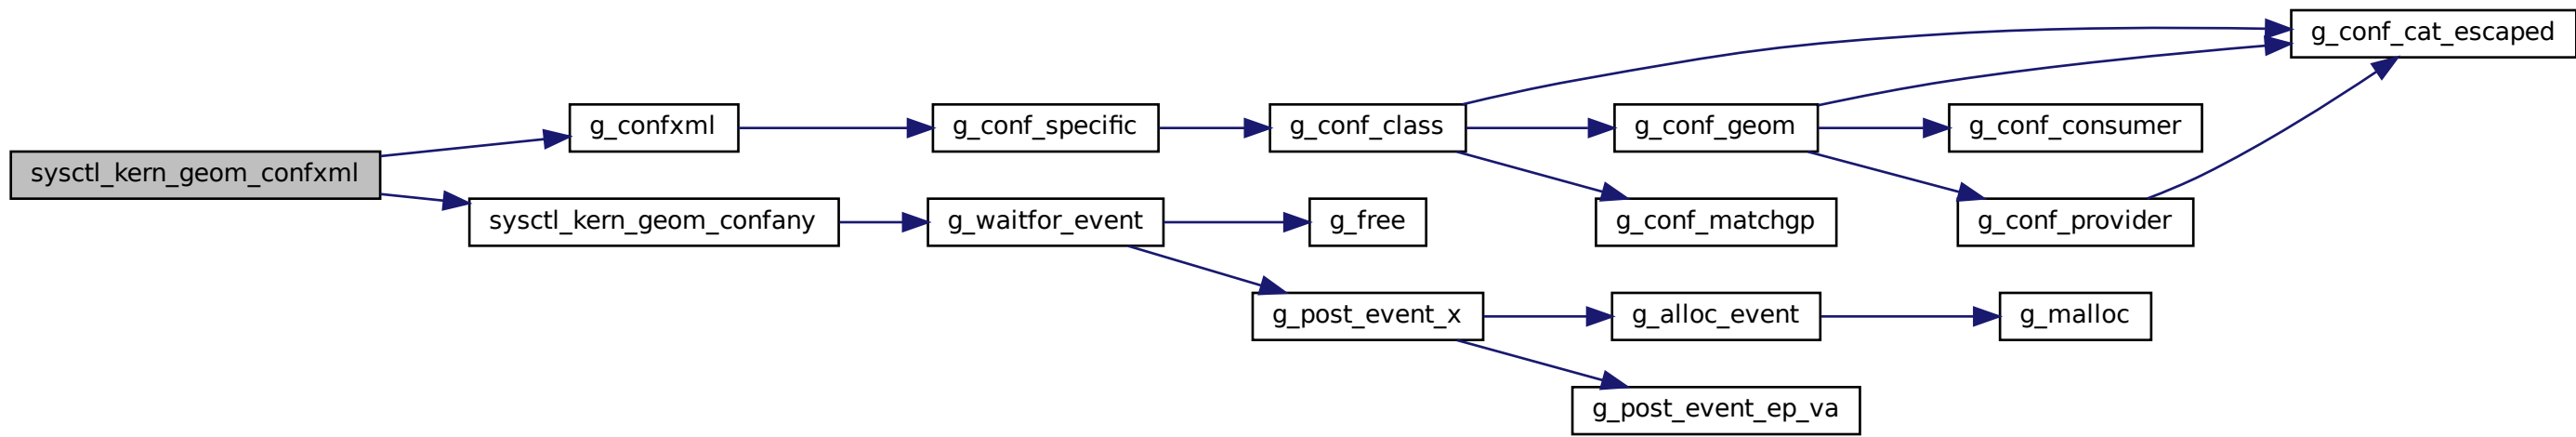 g_conf_cat_escaped
g_confxml
g_conf_specific
g_conf_class
g_conf_geom
g_conf_consumer
sysctl_kern_geom_confxml
sysctl_kern_geom_confany
g_waitfor_event
g_free
g_conf_matchgp
g_conf_provider
g_post_event_x
g_alloc_event
g_malloc
g_post_event_ep_va